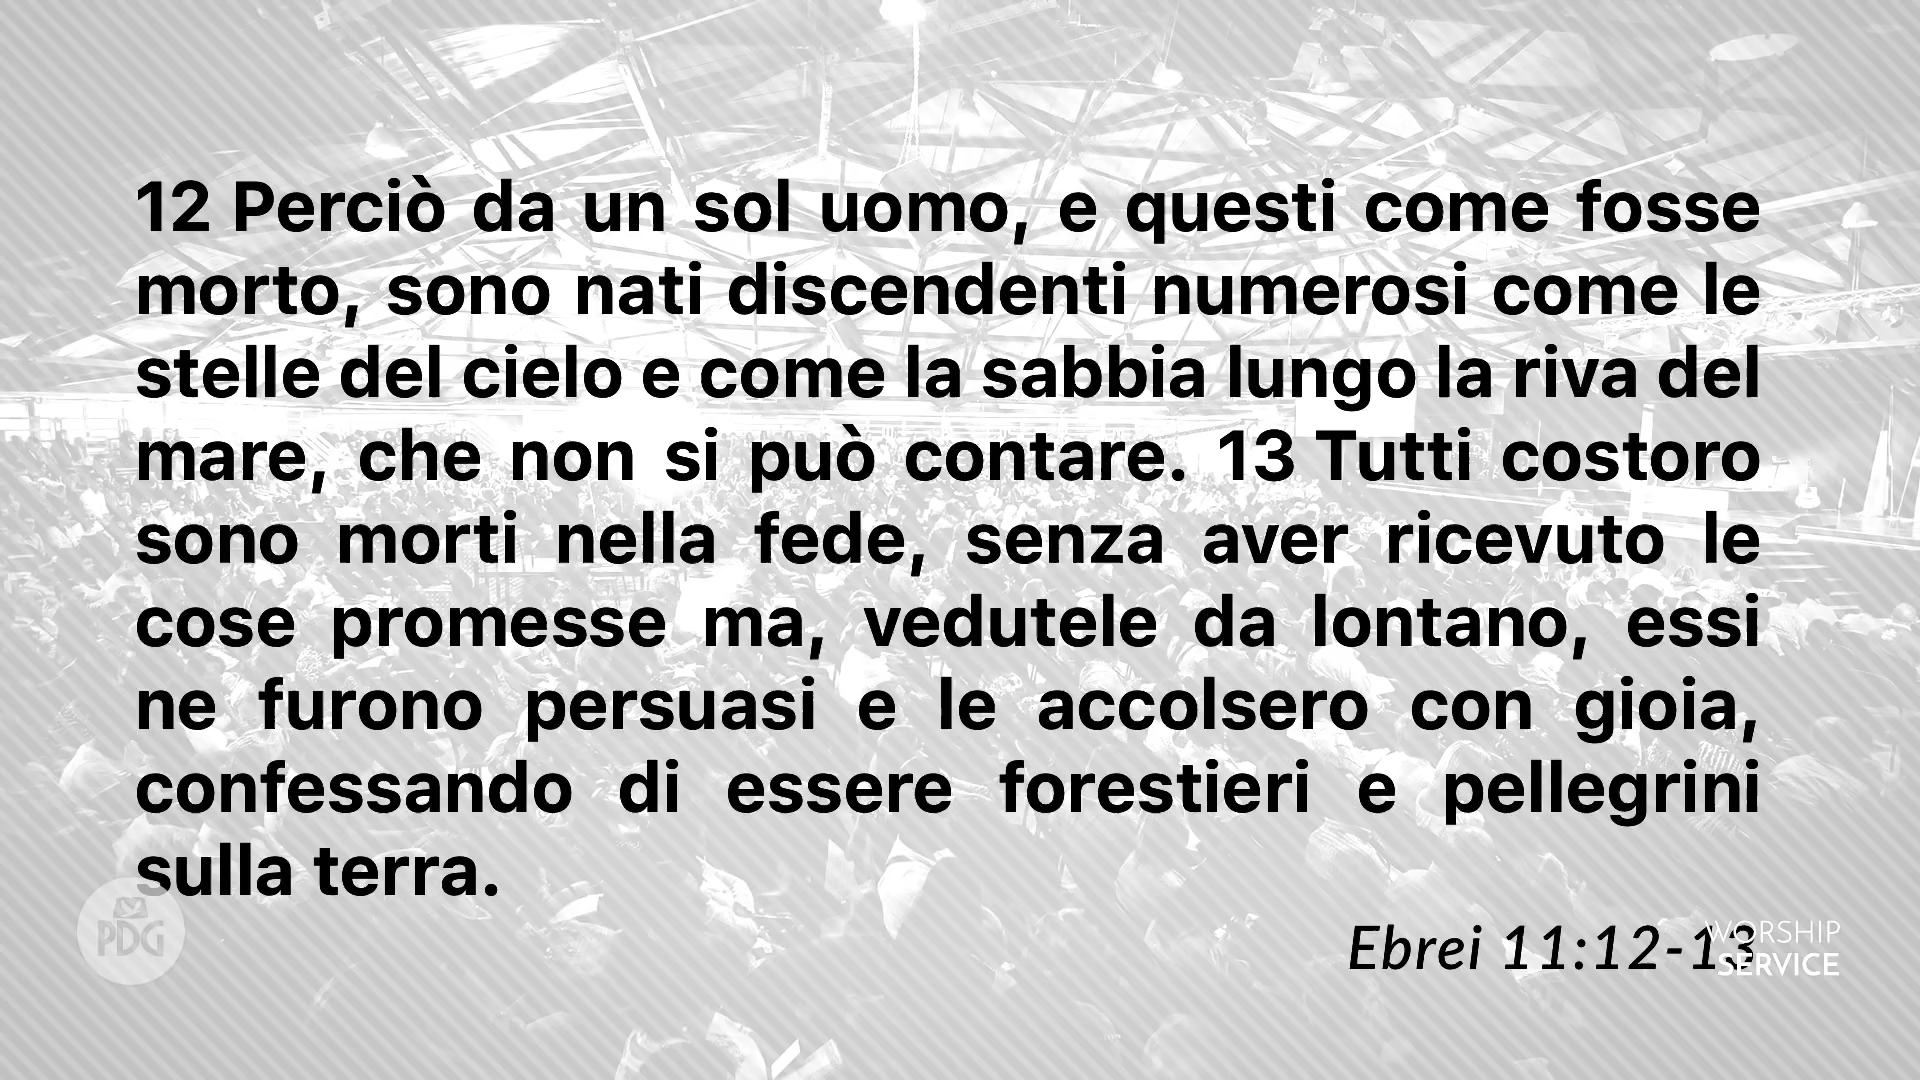 12 Perciò da un sol uomo, e questi come fosse
morto, sono nati discendenti numerosi come le
stelle del cielo e come la sabbia lungo la riva del
mare, che non si può contare. 13 Tutti costoro
sono morti nella fede, senza aver ricevuto le
cose promesse ma, vedutele da lontano, essi
ne furono persuasi e le accolsero con gioia,
confessando di essere forestieri e pellegrini
sulla terra.
PDG
Ebrei 11:12-13
WORSHIP
SERVICE